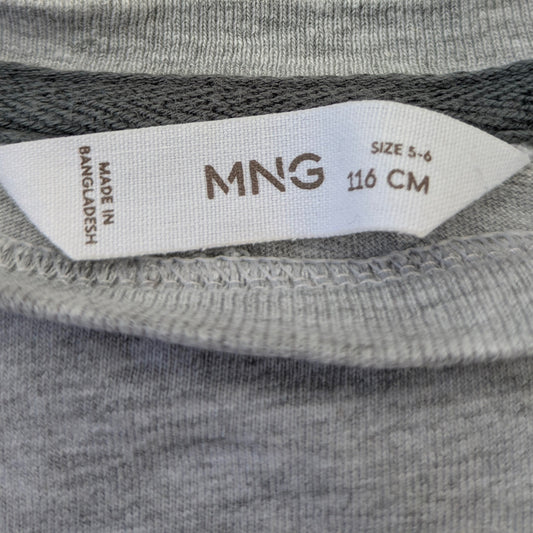 MADE IN
BANGLADESH
MNG
SIZE 5-6
116 CM